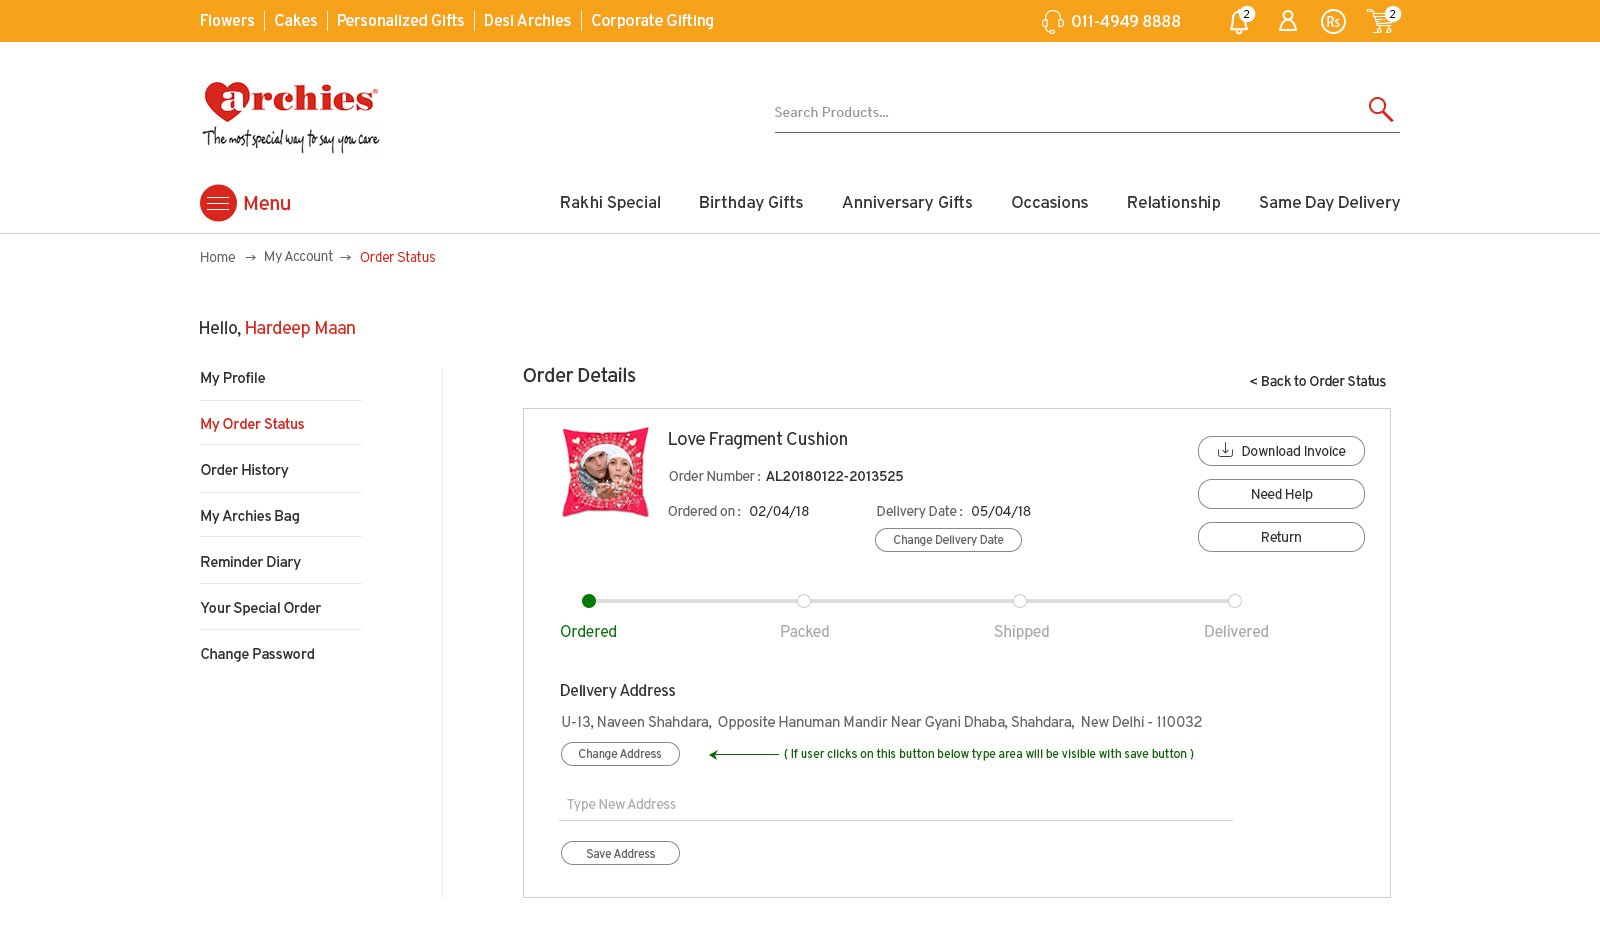 Flowers | Cakes | Personalized Gifts | Desi Archies | Corporate Gifting
011-4949 8888
2
Rs
2
archies®
The most special way to say you care
Search Products...
Menu
Rakhi Special
Birthday Gifts
Anniversary Gifts
Occasions
Relationship
Same Day Delivery
Home → My Account → Order Status
Hello, Hardeep Maan
My Profile
My Order Status
Order History
My Archies Bag
Reminder Diary
Your Special Order
Change Password
Order Details
< Back to Order Status
Love Fragment Cushion
Order Number : AL20180122-2013525
Ordered on : 02/04/18
Delivery Date : 05/04/18
Change Delivery Date
Download Invoice
Need Help
Return
Ordered
Packed
Shipped
Delivered
Delivery Address
U-13, Naveen Shahdara, Opposite Hanuman Mandir Near Gyani Dhaba, Shahdara, New Delhi - 110032
Change Address
( If user clicks on this button below type area will be visible with save button )
Type New Address
Save Address